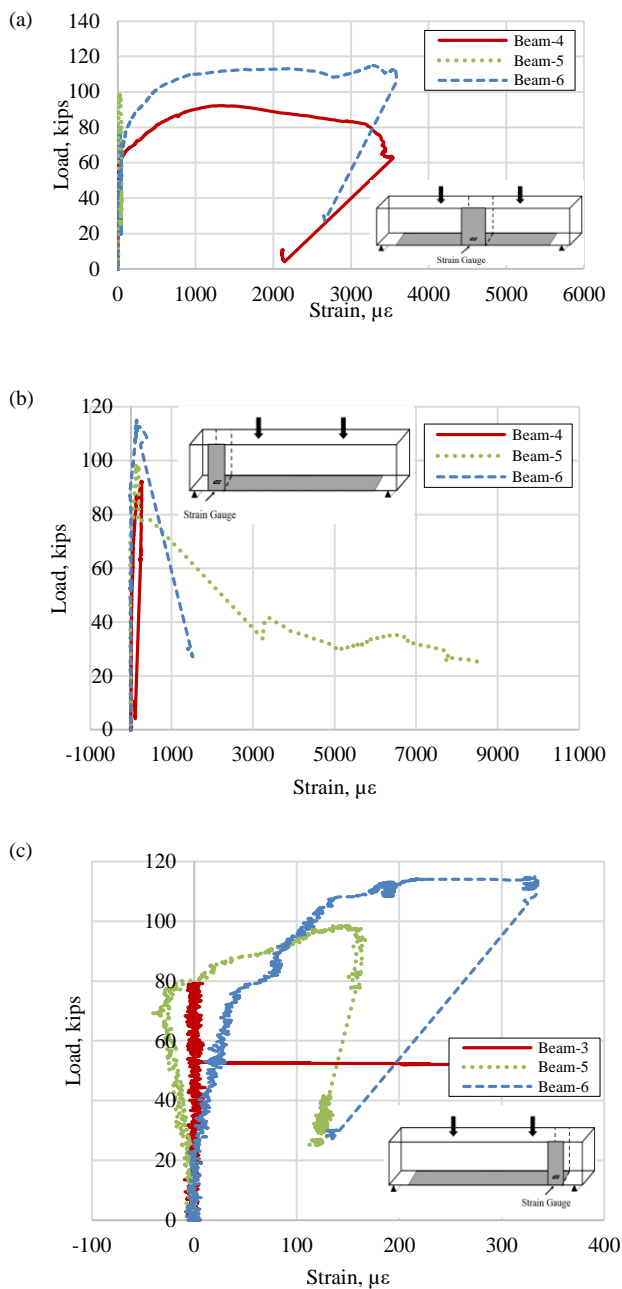 (a)
140
120
100
80
60
40
20
0
Load, kips
Beam-4
Beam-5
Beam-6
Strain Gauge
0 1000 2000 3000 4000 5000 6000
Strain, µε
(b)
120
100
80
60
40
20
0
Load, kips
Beam-4
Beam-5
Beam-6
Strain Gauge
-1000 1000 3000 5000 7000 9000 11000
Strain, µε
(c)
120
100
80
60
40
20
0
Load, kips
Beam-3
Beam-5
Beam-6
Strain Gauge
-100 0 100 200 300 400
Strain, µε